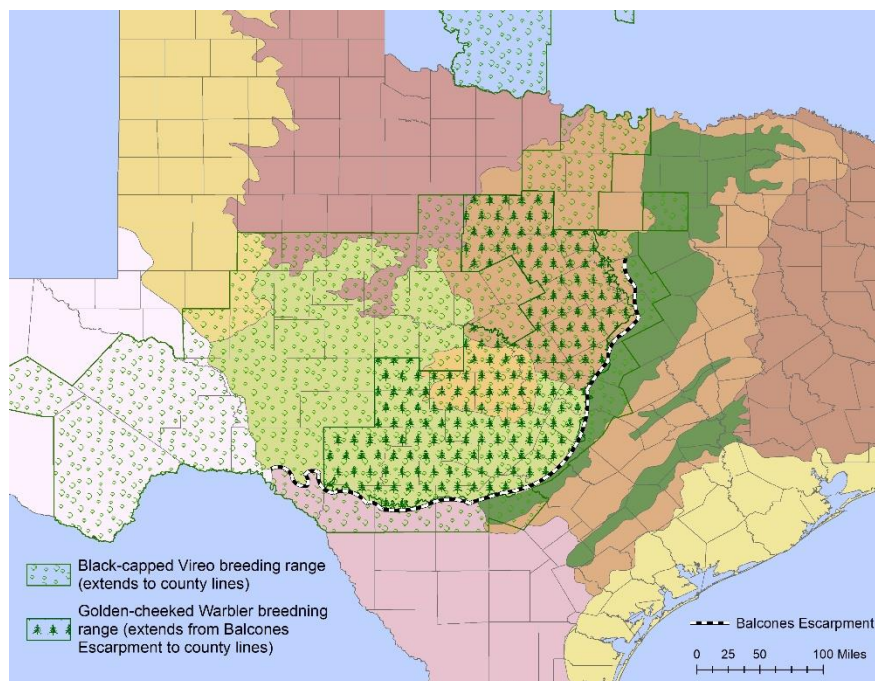 Black-capped Vireo breeding range
(extends to county lines)
Golden-cheeked Warbler breedning
range (extends from Balcones
Escarpment to county lines)
Balcones Escarpment
0 25 50 100 Miles